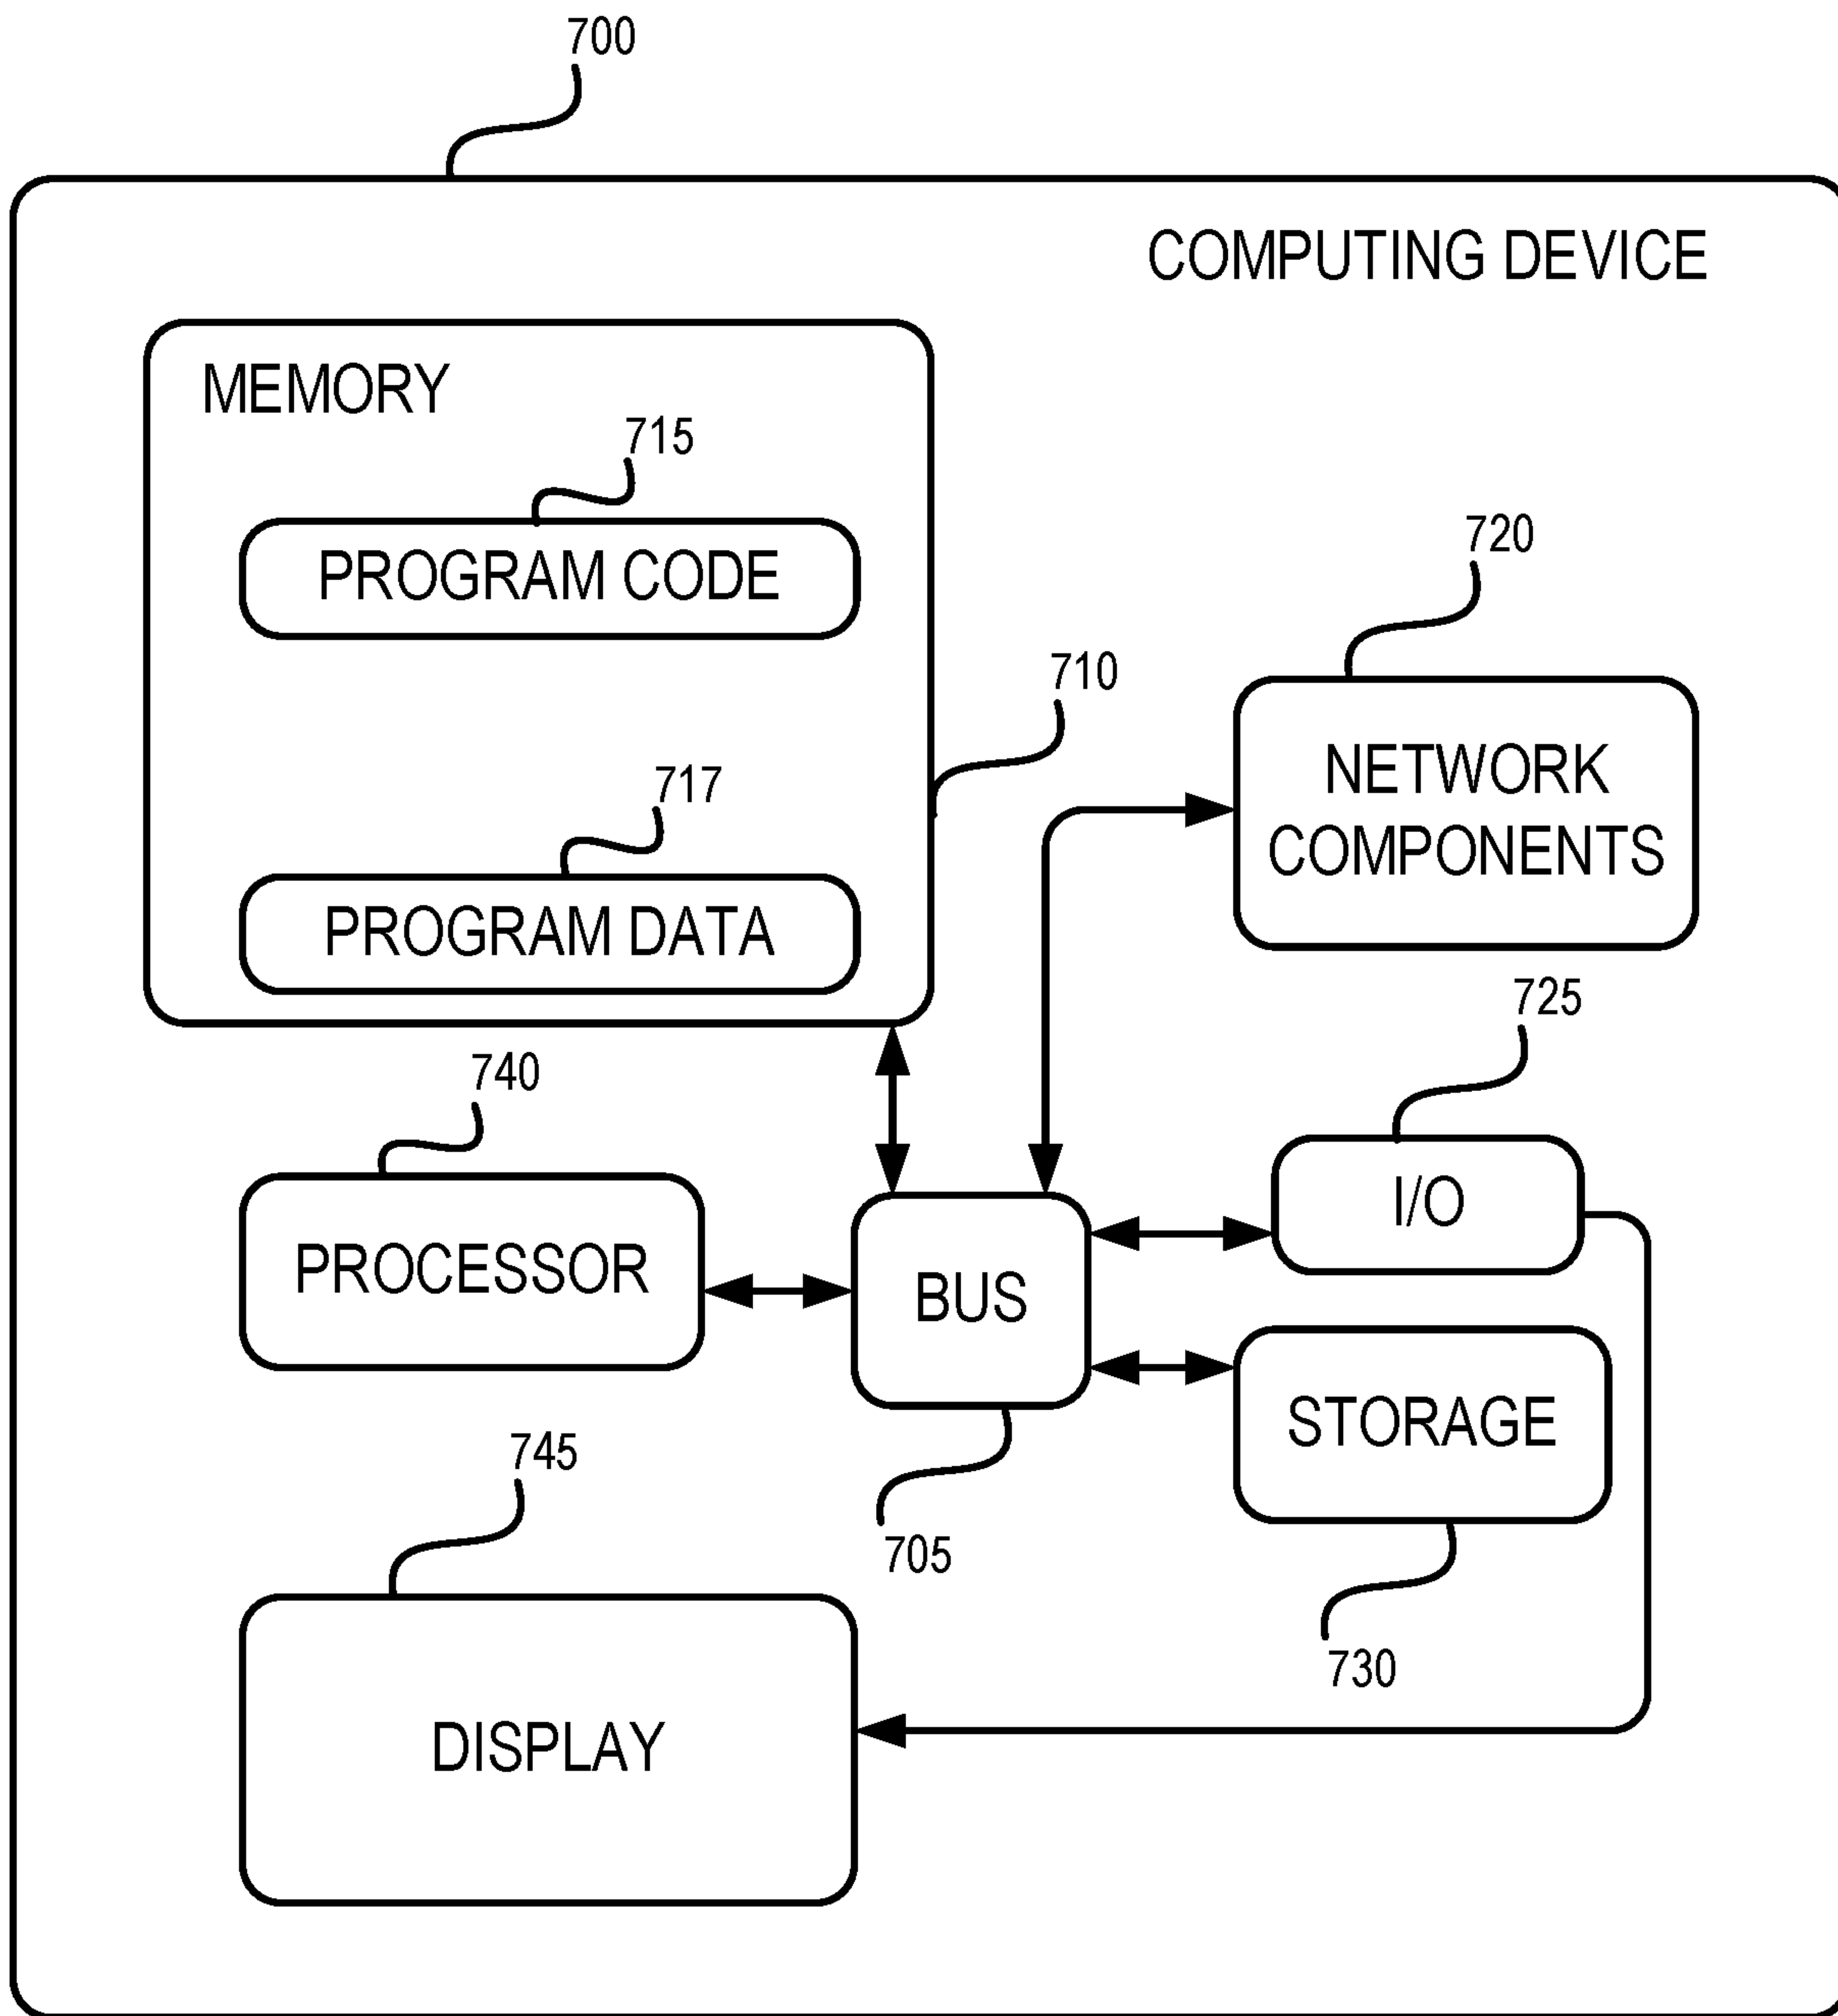 700
COMPUTING DEVICE
MEMORY
715
PROGRAM CODE
720
710
NETWORK
COMPONENTS
717
PROGRAM DATA
725
740
I/O
PROCESSOR
BUS
STORAGE
745
705
730
DISPLAY